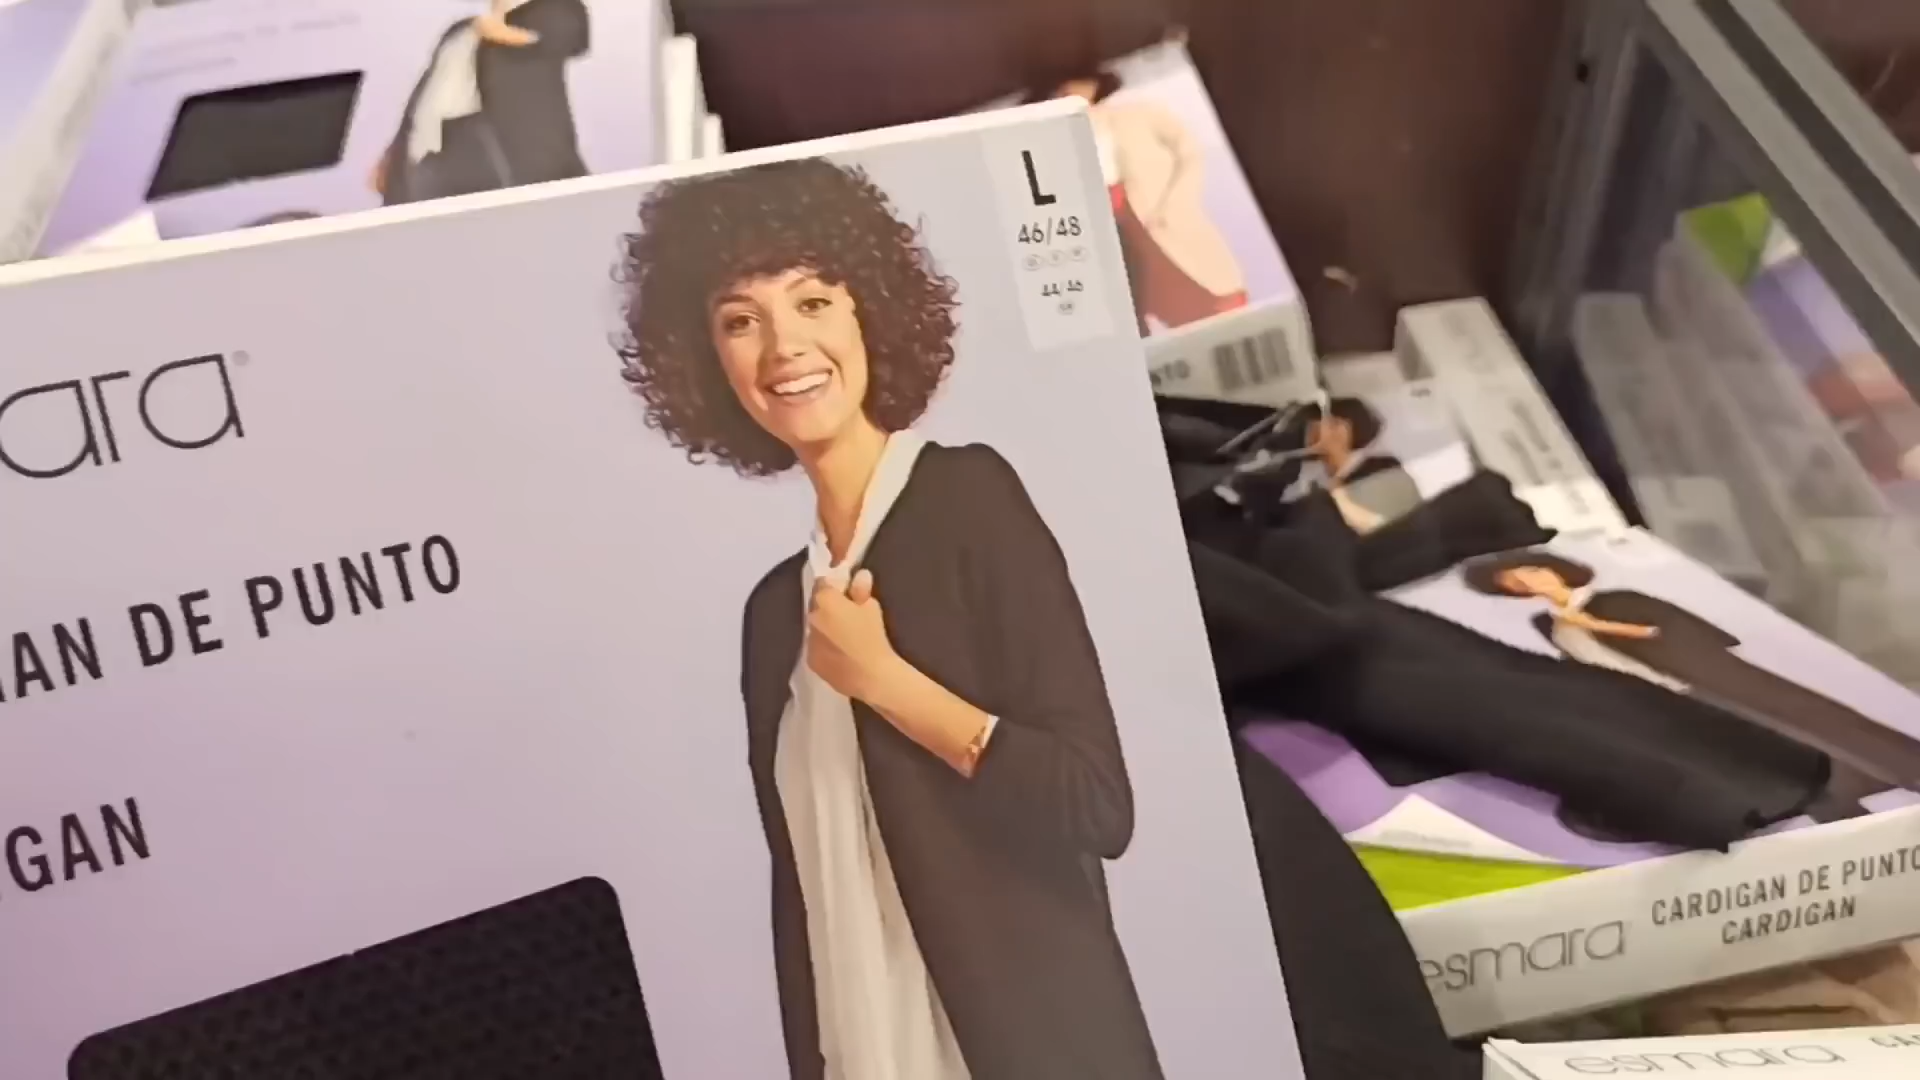 L
46/48
44/46
ara
AN DE PUNTO
GAN
CARDIGAN DE PUNTO
CARDIGAN
esmara
esmara